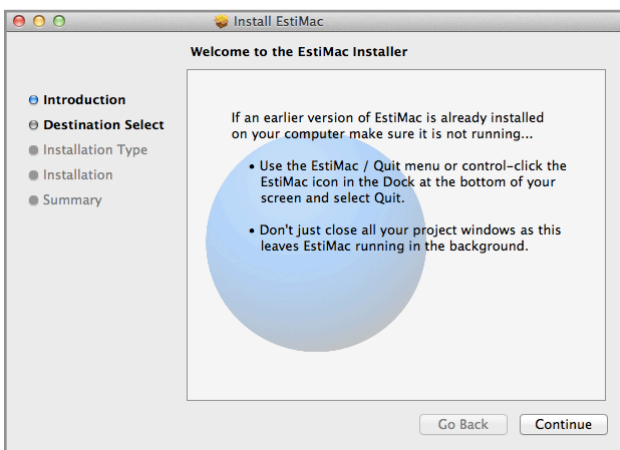 Install EstiMac
Welcome to the EstiMac Installer
Introduction
Destination Select
Installation Type
Installation
Summary
If an earlier version of EstiMac is already installed
on your computer make sure it is not running...
• Use the EstiMac / Quit menu or control-click the
EstiMac icon in the Dock at the bottom of your
screen and select Quit.
• Don't just close all your project windows as this
leaves EstiMac running in the background.
Go Back
Continue